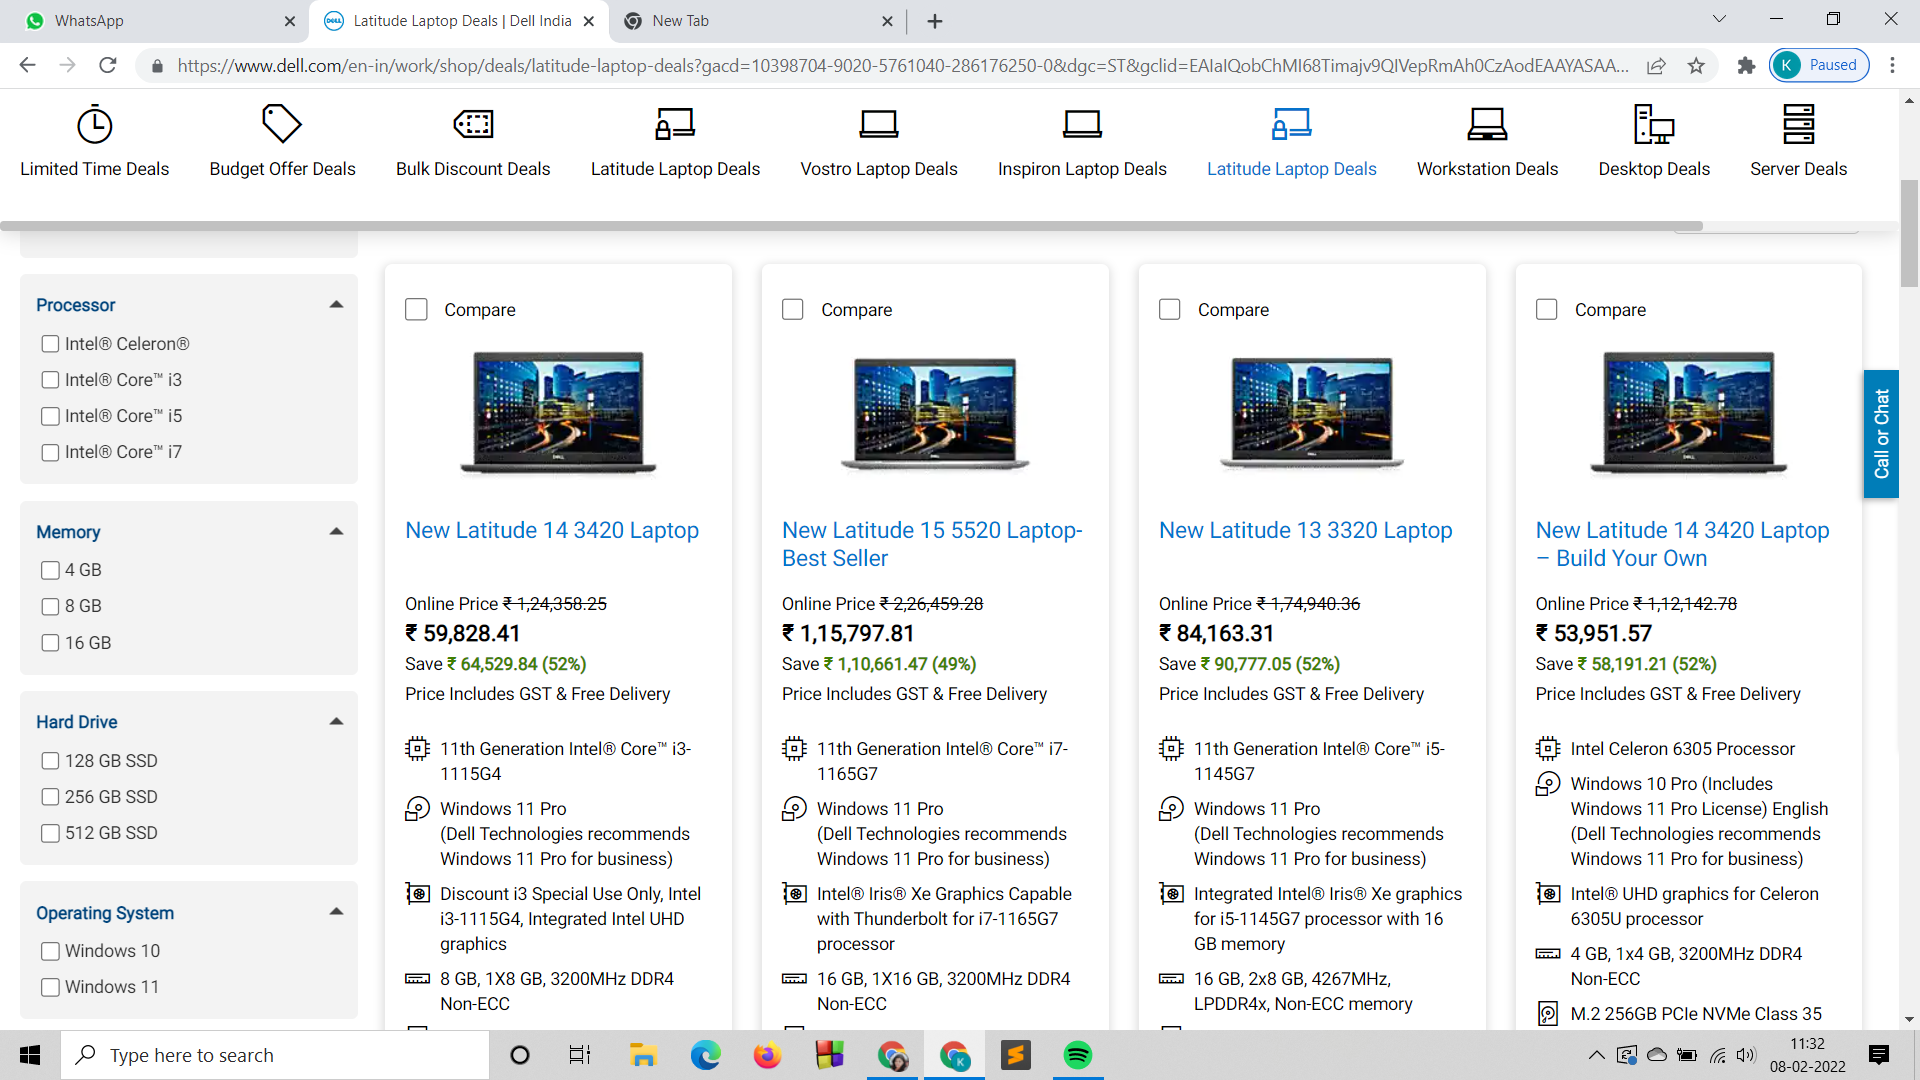 WhatsApp
Latitude Laptop Deals | Dell India
New Tab
https://www.dell.com/en-in/work/shop/deals/latitude-laptop-deals?gacd=10398704-9020-5761040-286176250-0&dgc=ST&gclid=EAIaIQobChMI68Timajv9QIVepRmAh0CzAodEAAYASAA...
K Paused
Limited Time Deals
Budget Offer Deals
Bulk Discount Deals
Latitude Laptop Deals
Vostro Laptop Deals
Inspiron Laptop Deals
Latitude Laptop Deals
Workstation Deals
Desktop Deals
Server Deals
Processor
Intel® Celeron®
Intel® Core™ i3
Intel® Core™ i5
Intel® Core™ i7
Memory
4 GB
8 GB
16 GB
Hard Drive
128 GB SSD
256 GB SSD
512 GB SSD
Operating System
Windows 10
Windows 11
Compare
New Latitude 14 3420 Laptop
Online Price ₹ 1,24,358.25
₹ 59,828.41
Save ₹ 64,529.84 (52%)
Price Includes GST & Free Delivery
11th Generation Intel® Core™ i3-
1115G4
Windows 11 Pro
(Dell Technologies recommends
Windows 11 Pro for business)
Discount i3 Special Use Only, Intel
i3-1115G4, Integrated Intel UHD
graphics
8 GB, 1X8 GB, 3200MHz DDR4
Non-ECC
Compare
New Latitude 15 5520 Laptop-
Best Seller
Online Price ₹ 2,26,459.28
₹ 1,15,797.81
Save ₹ 1,10,661.47 (49%)
Price Includes GST & Free Delivery
11th Generation Intel® Core™ i7-
1165G7
Windows 11 Pro
(Dell Technologies recommends
Windows 11 Pro for business)
Intel® Iris® Xe Graphics Capable
with Thunderbolt for i7-1165G7
processor
16 GB, 1X16 GB, 3200MHz DDR4
Non-ECC
Compare
New Latitude 13 3320 Laptop
Online Price ₹ 1,74,940.36
₹ 84,163.31
Save ₹ 90,777.05 (52%)
Price Includes GST & Free Delivery
11th Generation Intel® Core™ i5-
1145G7
Windows 11 Pro
(Dell Technologies recommends
Windows 11 Pro for business)
Integrated Intel® Iris® Xe graphics
for i5-1145G7 processor with 16
GB memory
16 GB, 2x8 GB, 4267MHz,
LPDDR4x, Non-ECC memory
Compare
New Latitude 14 3420 Laptop
– Build Your Own
Online Price ₹ 1,12,142.78
₹ 53,951.57
Save ₹ 58,191.21 (52%)
Price Includes GST & Free Delivery
Intel Celeron 6305 Processor
Windows 10 Pro (Includes
Windows 11 Pro License) English
(Dell Technologies recommends
Windows 11 Pro for business)
Intel® UHD graphics for Celeron
6305U processor
4 GB, 1x4 GB, 3200MHz DDR4
Non-ECC
M.2 256GB PCIe NVMe Class 35
Call or Chat
Type here to search
K
11:32
08-02-2022